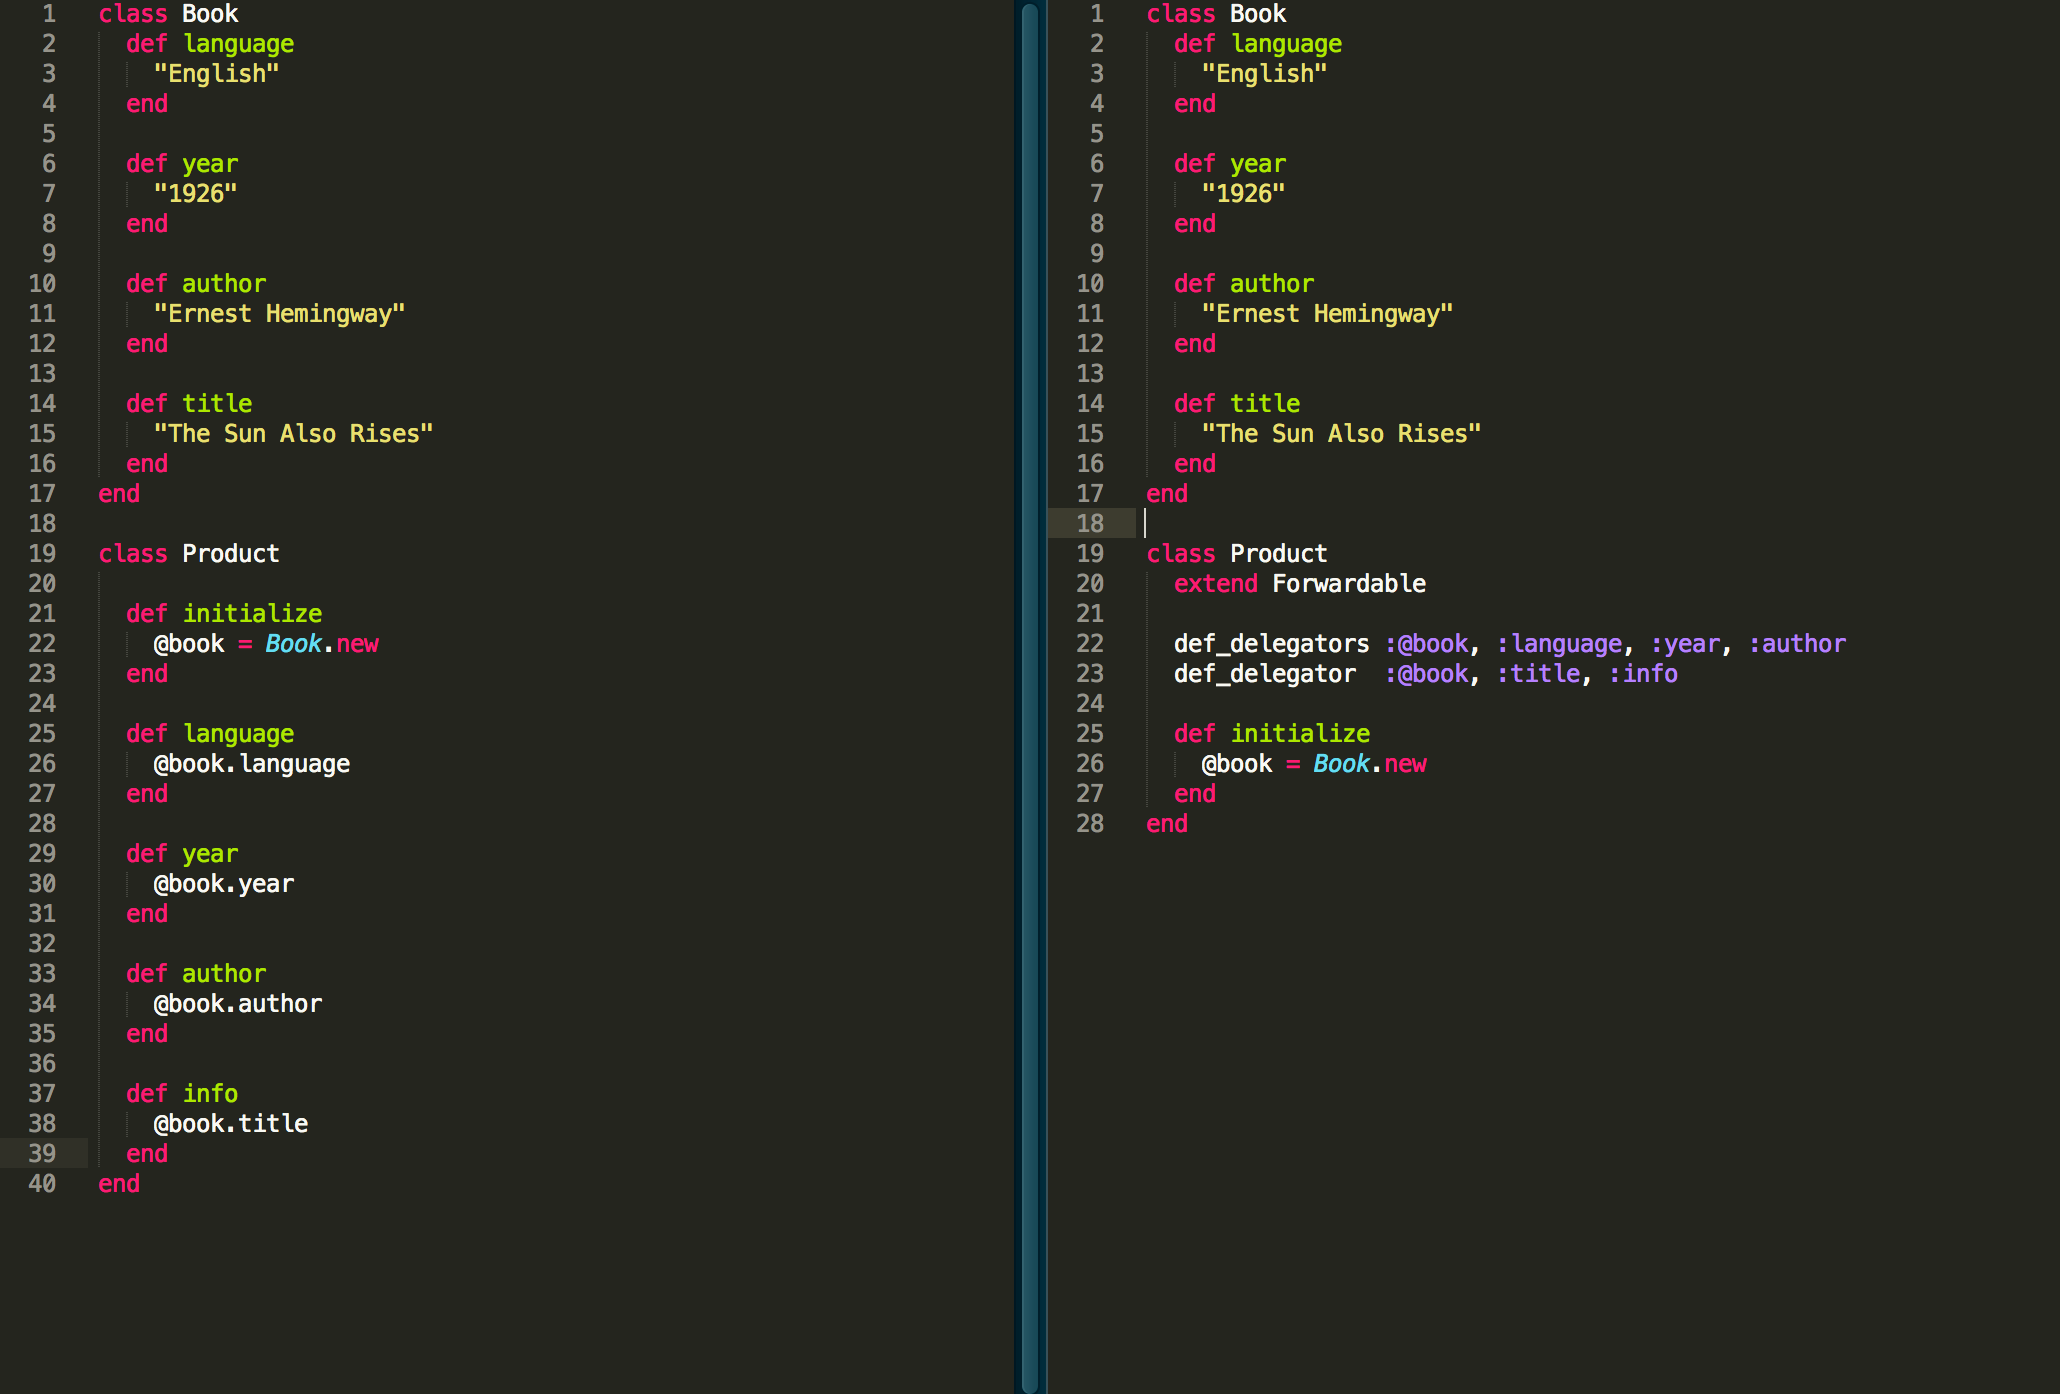 1 class Book
2 def language
3 "English"
4 end
5
6 def year
7 "1926"
8 end
9
10 def author
11 "Ernest Hemingway"
12 end
13
14 def title
15 "The Sun Also Rises"
16 end
17 end
18
19 class Product
20
21 def initialize
22 @book = Book.new
23 end
24
25 def language
26 @book.language
27 end
28
29 def year
30 @book.year
31 end
32
33 def author
34 @book.author
35 end
36
37 def info
38 @book.title
39 end
40 end
1 class Book
2 def language
3 "English"
4 end
5
6 def year
7 "1926"
8 end
9
10 def author
11 "Ernest Hemingway"
12 end
13
14 def title
15 "The Sun Also Rises"
16 end
17 end
18
19 class Product
20 extend Forwardable
21
22 def_delegators :@book, :language, :year, :author
23 def_delegator :@book, :title, :info
24
25 def initialize
26 @book = Book.new
27 end
28 end